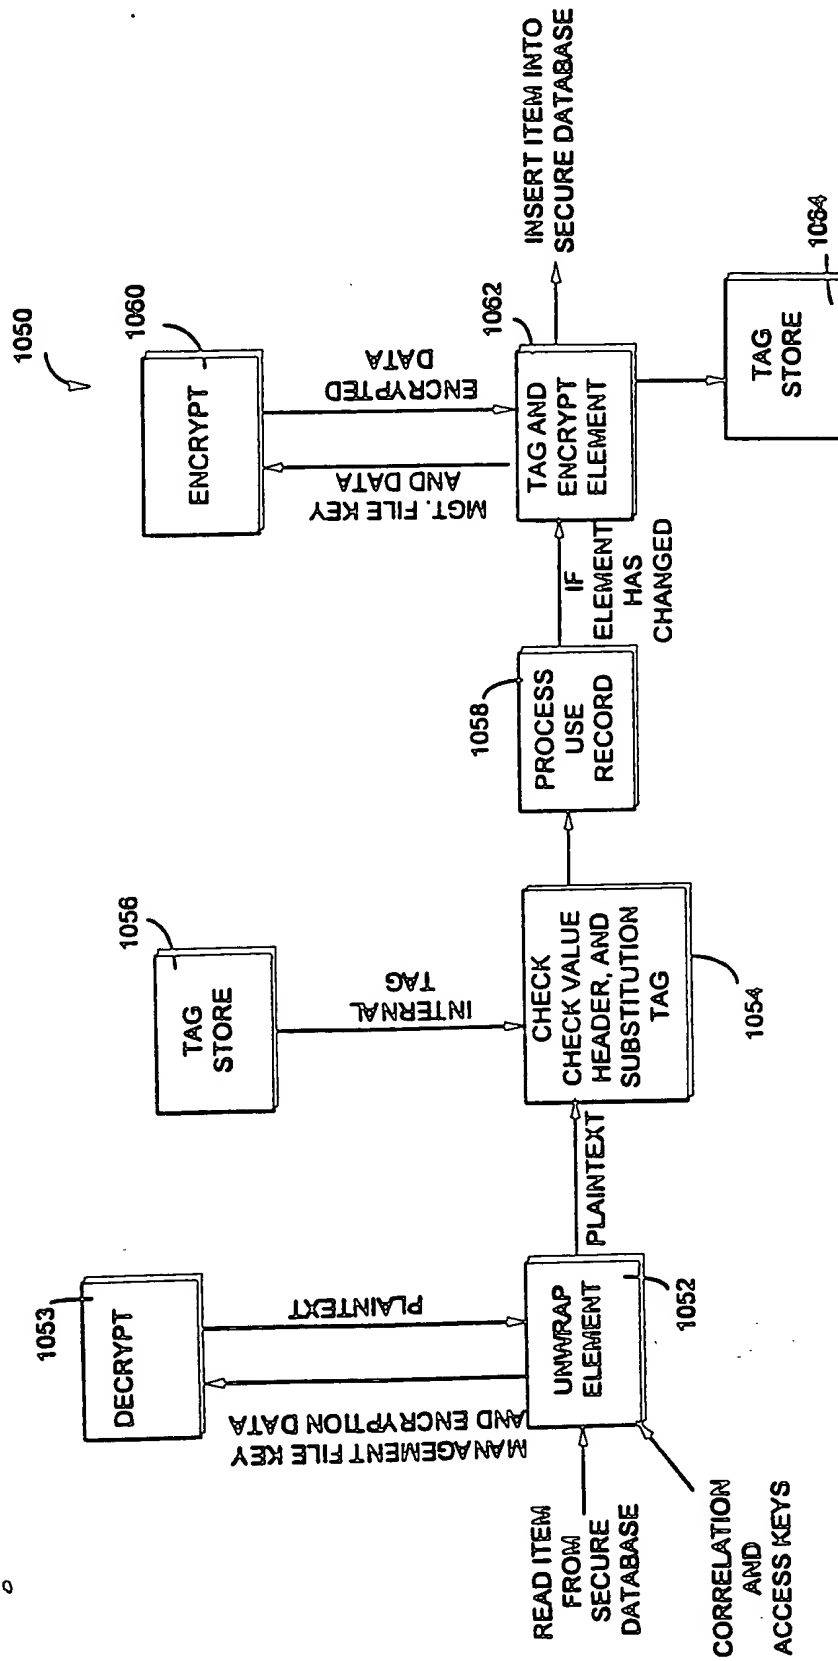 1050
1053
DECRYPT
MANAGEMENT FILE KEY
AND ENCRYPTION DATA
PLAINTEXT
READ ITEM
FROM
SECURE
DATABASE
CORRELATION
AND
ACCESS KEYS
UNWRAP
ELEMENT
1052
PLAINTEXT
1056
TAG
STORE
INTERNAL
TAG
CHECK
CHECK VALUE
HEADER, AND
SUBSTITUTION
TAG
1054
1058
PROCESS
USE
RECORD
IF
ELEMENT
HAS
CHANGED
1060
ENCRYPT
MGT. FILE KEY
AND DATA
ENCRYPTED
DATA
1062
TAG AND
ENCRYPT
ELEMENT
INSERT ITEM INTO
SECURE DATABASE
TAG
STORE
1064